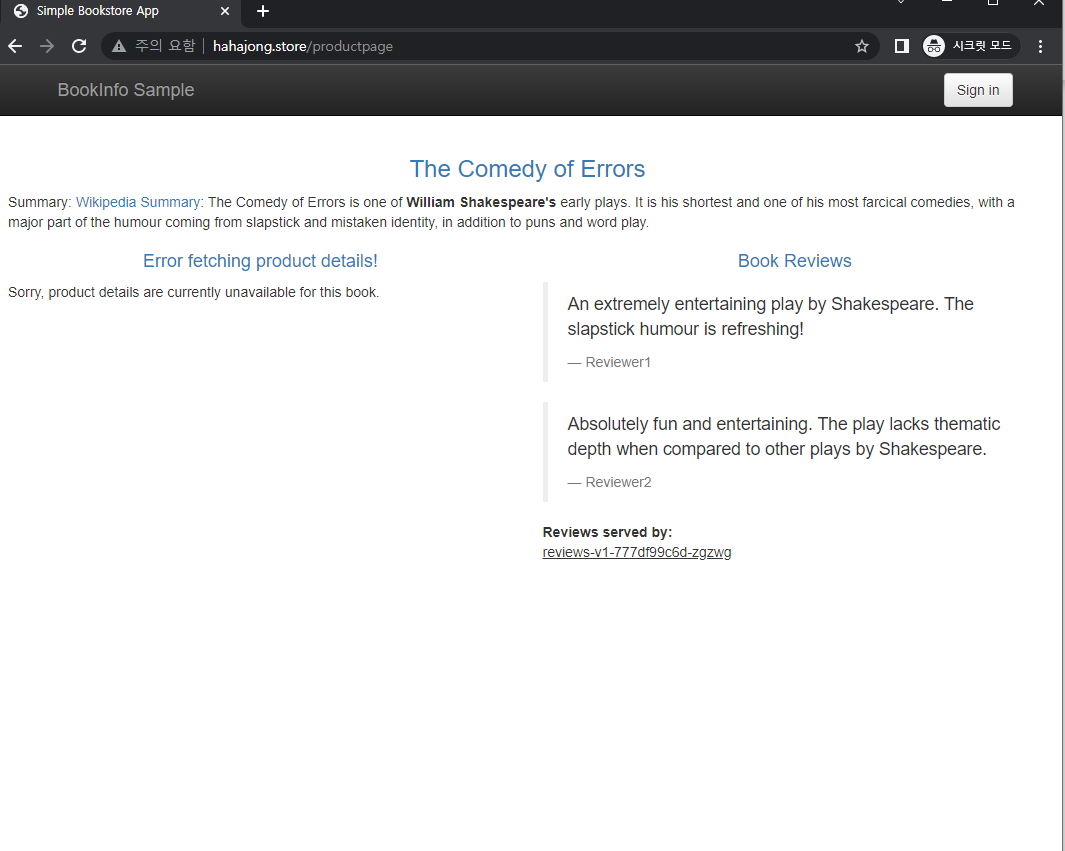 Simple Bookstore App
주의 요함 hahajong.store/productpage 시크릿 모드
BookInfo Sample Sign in
The Comedy of Errors
Summary: Wikipedia Summary: The Comedy of Errors is one of William Shakespeare's early plays. It is his shortest and one of his most farcical comedies, with a
major part of the humour coming from slapstick and mistaken identity, in addition to puns and word play.
Error fetching product details!
Sorry, product details are currently unavailable for this book.
Book Reviews
An extremely entertaining play by Shakespeare. The
slapstick humour is refreshing!
— Reviewer1
Absolutely fun and entertaining. The play lacks thematic
depth when compared to other plays by Shakespeare.
— Reviewer2
Reviews served by:
reviews-v1-777df99c6d-zgzwg